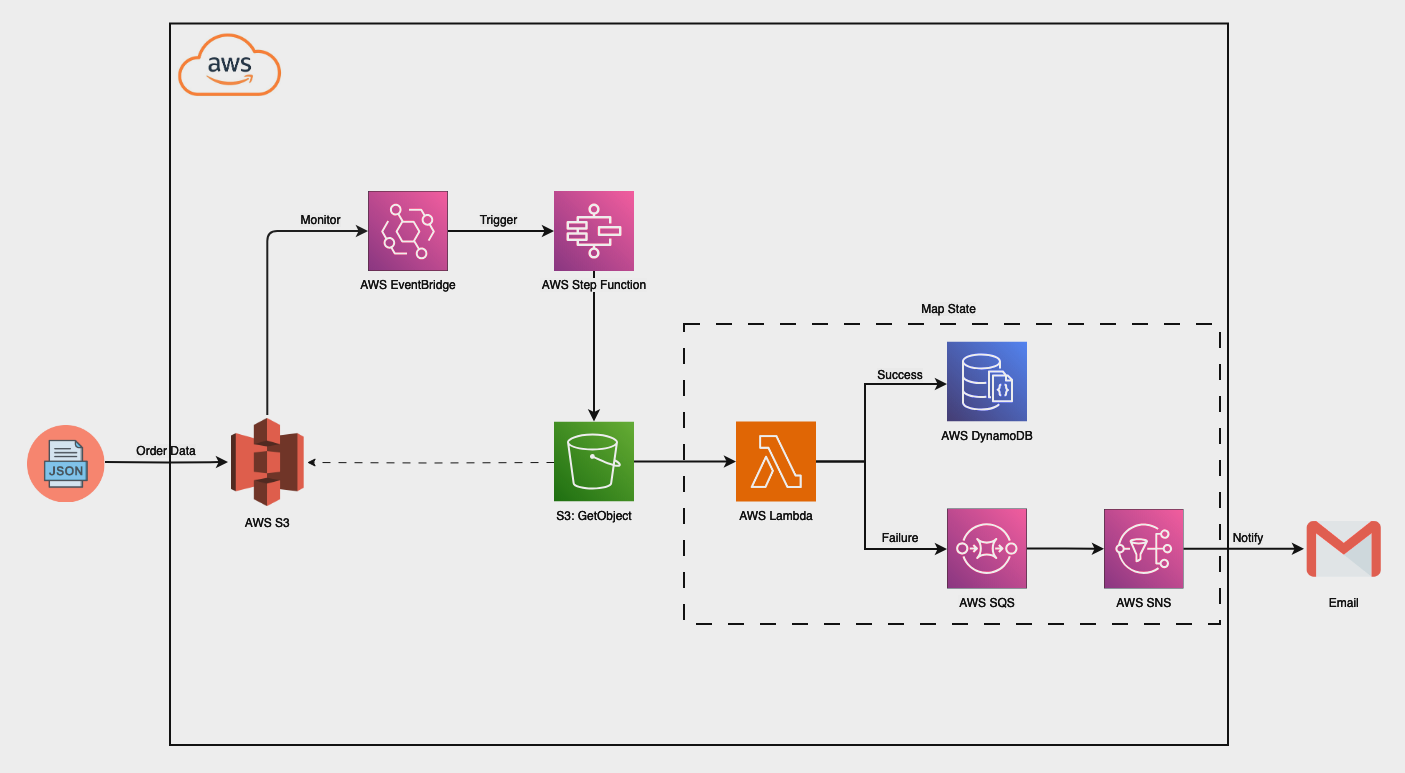 aws
Monitor
Trigger
AWS EventBridge
AWS Step Function
Map State
Success
AWS DynamoDB
Order Data
JSON
AWS S3
S3: GetObject
AWS Lambda
Failure
Notify
AWS SQS
AWS SNS
Email